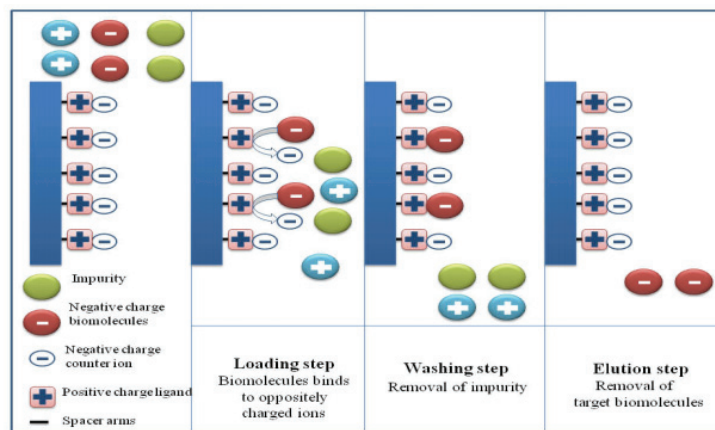 Impurity
Negative charge
biomolecules
Negative charge
counter ion
Positive charge ligand
Spacer arms
Loading step
Biomolecules binds
to oppositely
charged ions
Washing step
Removal of impurity
Elution step
Removal of
target biomolecules